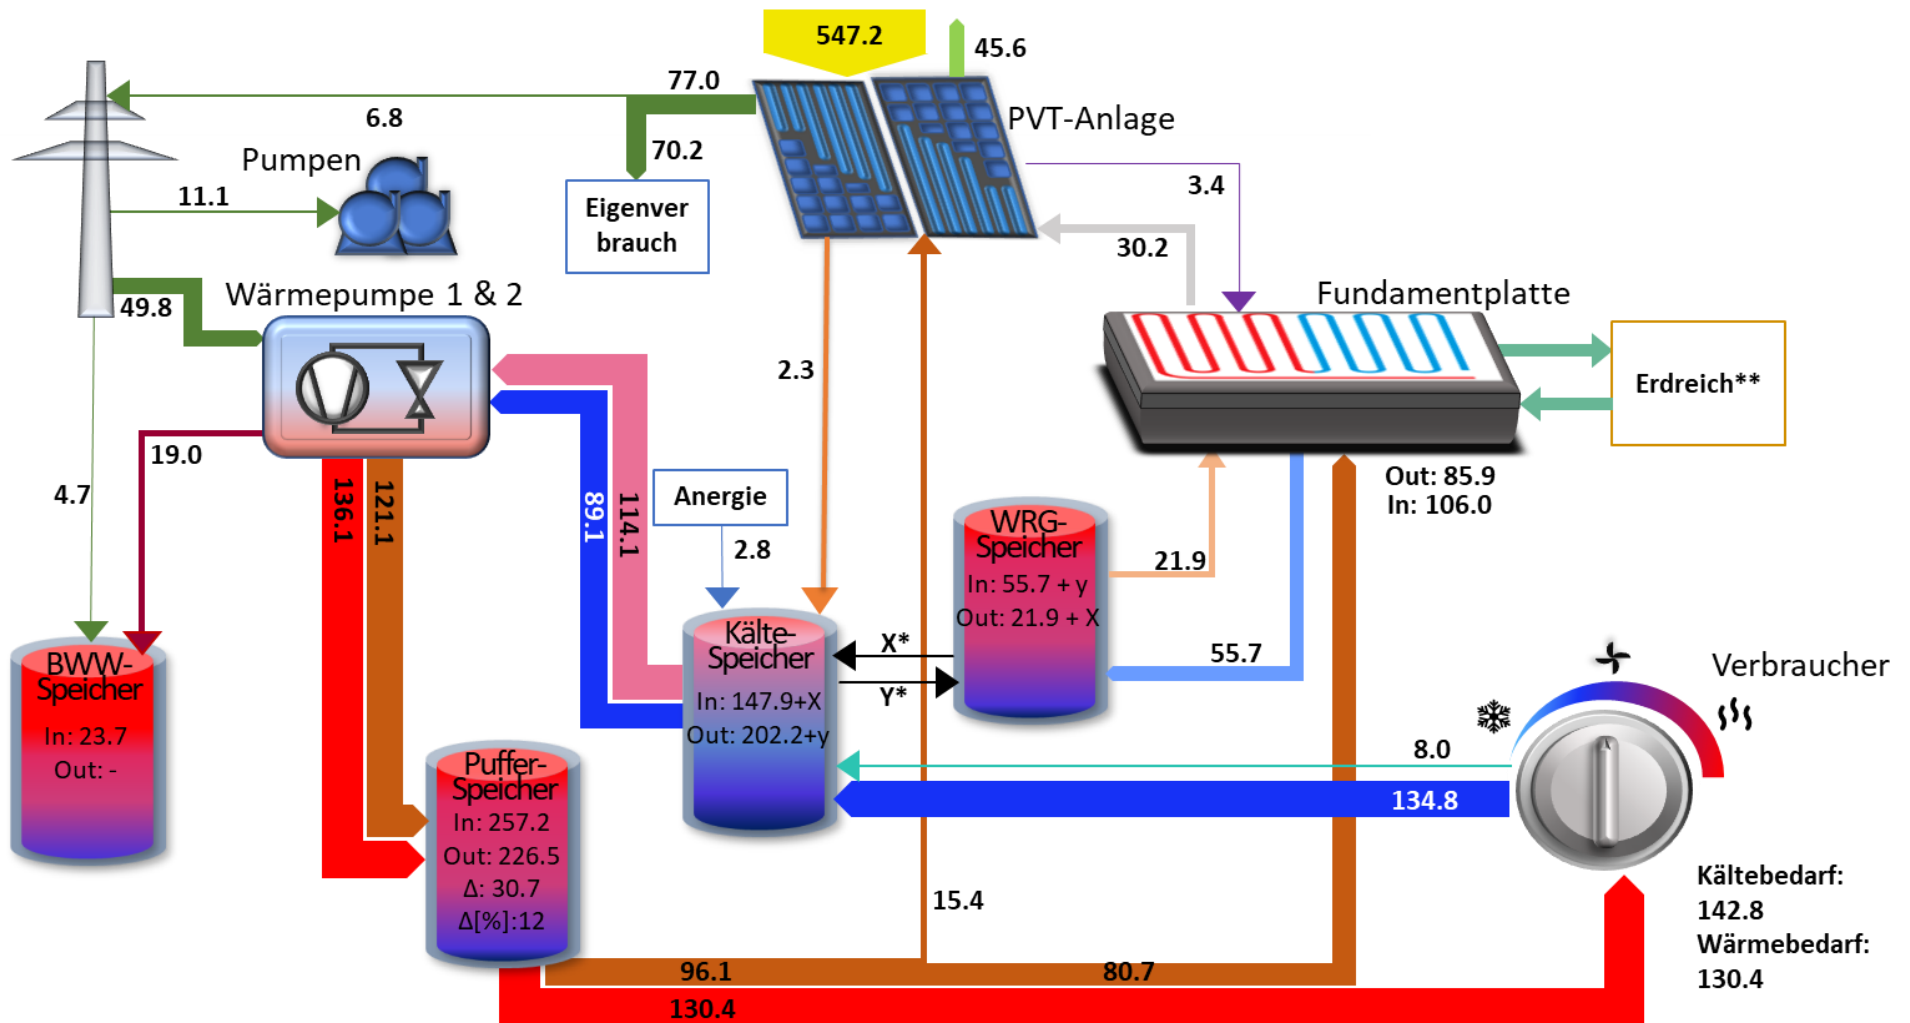 547.2
45.6
77.0
PVT-Anlage
6.8
Pumpen
70.2
11.1
3.4
Eigenver
brauch
30.2
49.8
Wärmepumpe 1 & 2
Fundamentplatte
2.3
Erdreich**
19.0
4.7
136.1
121.1
89.1
114.1
Anergie
2.8
Out: 85.9
In: 106.0
WRG-
Speicher
In: 55.7 + y
Out: 21.9 + X
21.9
55.7
Kälte-
Speicher
In: 147.9+X
Out: 202.2+y
X*
Y*
BWW-
Speicher
In: 23.7
Out: -
Verbraucher
8.0
134.8
Puffer-
Speicher
In: 257.2
Out: 226.5
Δ: 30.7
Δ[%]:12
15.4
Kältebedarf:
142.8
Wärmebedarf:
130.4
96.1
80.7
130.4